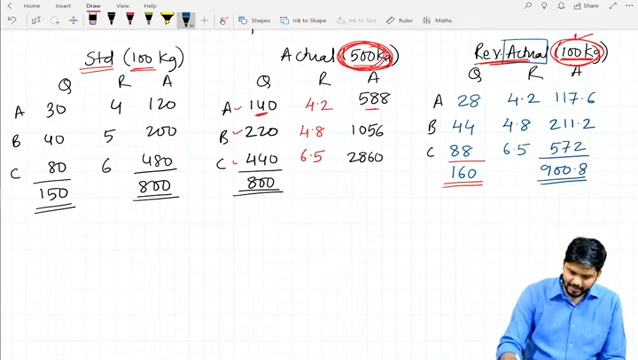 File Home Insert Draw View Help
Shapes Ink to Shape Ink to Text Maths
Std (100 kg)
Q R A
A 30 4 120
B 40 5 200
C 80 6 480
150 800
Actual (500 Kg)
Q R A
A 140 4.2 588
B 220 4.8 1056
C 440 6.5 2860
800
Rev. Actual (100 Kg)
Q R A
A 28 4.2 117.6
B 44 4.8 211.2
C 88 6.5 572
160 900.8